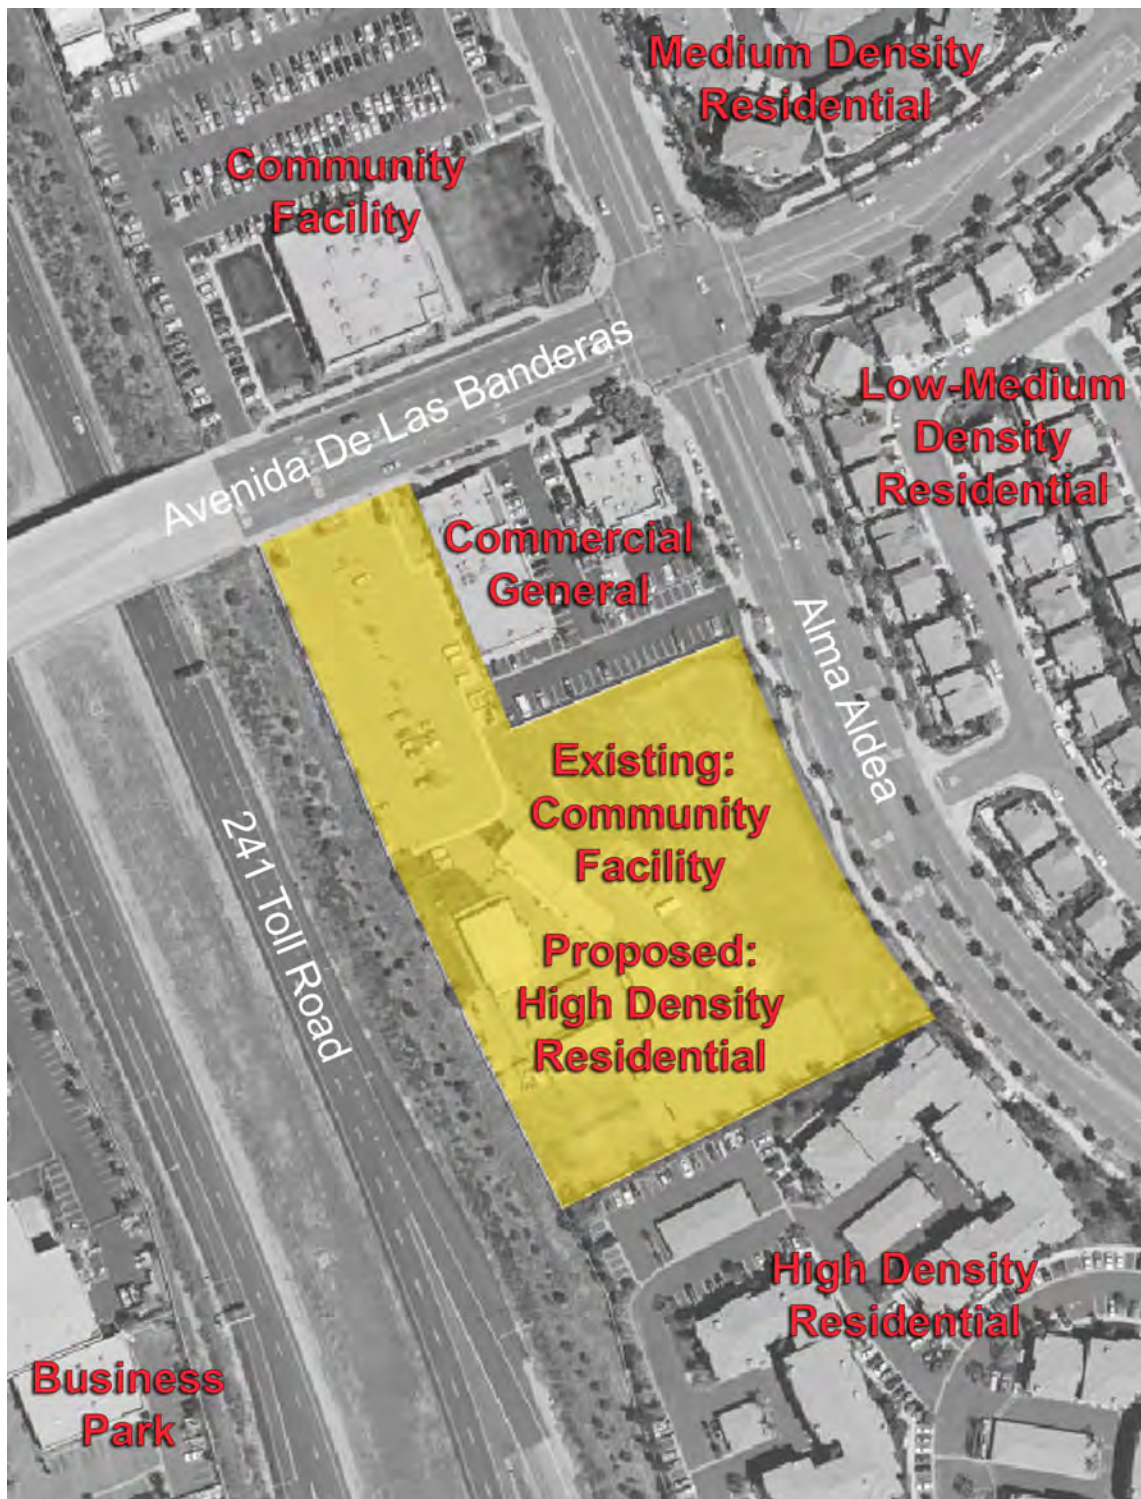 Medium Density
Residential
Community
Facility
Avenida De Las Banderas
Low-Medium
Density
Residential
Commercial
General
Alma Aldea
Existing:
Community
Facility
241 Toll Road
Proposed:
High Density
Residential
High Density
Residential
Business
Park